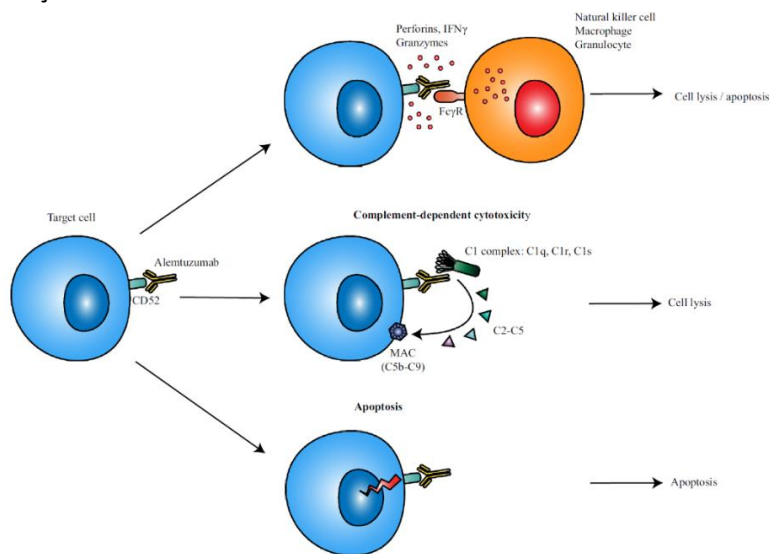 Perforins, IFNγ
Granzymes
Natural killer cell
Macrophage
Granulocyte
FcγR
Cell lysis / apoptosis
Target cell
Alemtuzumab
CD52
Complement-dependent cytotoxicity
C1 complex: C1q, C1r, C1s
C2-C5
MAC
(C5b-C9)
Cell lysis
Apoptosis
Apoptosis